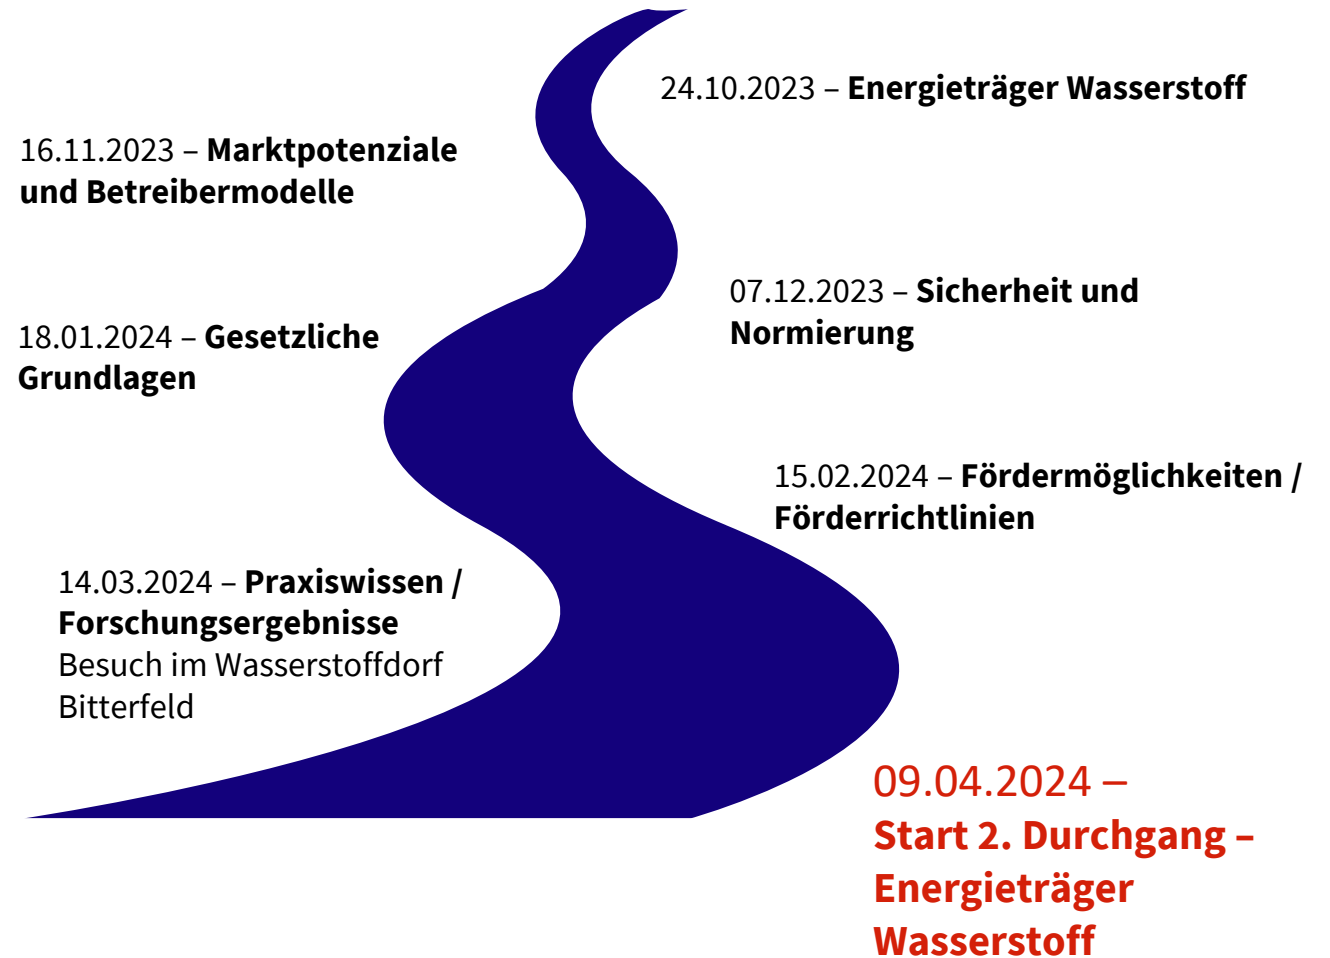 24.10.2023 – Energieträger Wasserstoff
16.11.2023 – Marktpotenziale
und Betreibermodelle
07.12.2023 – Sicherheit und
Normierung
18.01.2024 – Gesetzliche
Grundlagen
15.02.2024 – Fördermöglichkeiten /
Förderrichtlinien
14.03.2024 – Praxiswissen /
Forschungsergebnisse
Besuch im Wasserstoffdorf
Bitterfeld
09.04.2024 –
Start 2. Durchgang –
Energieträger
Wasserstoff